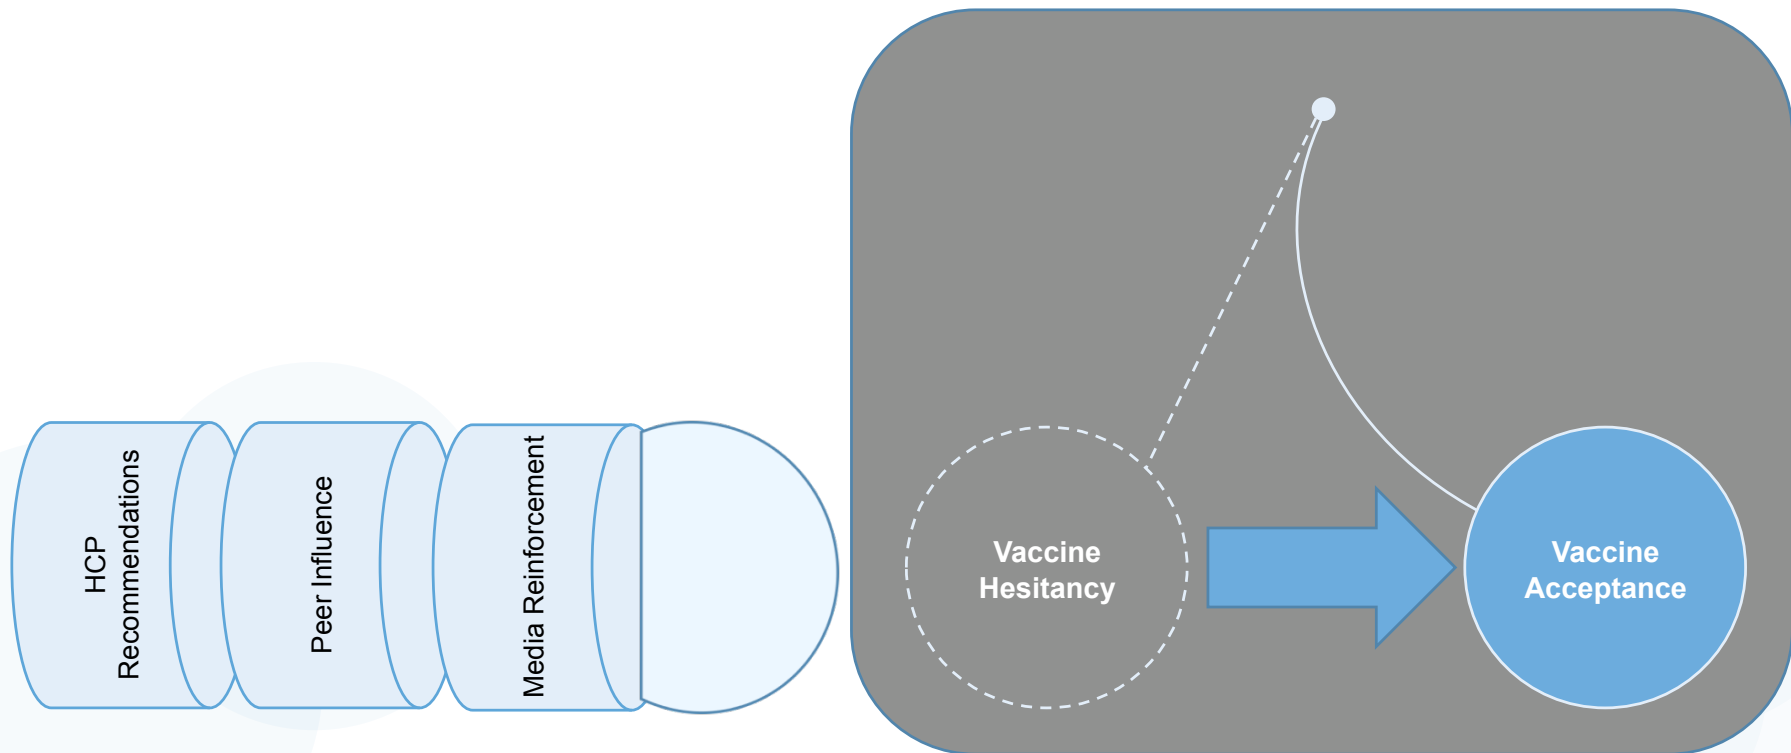 HCP
Recommendations
Peer Influence
Media Reinforcement
Vaccine
Hesitancy
Vaccine
Acceptance